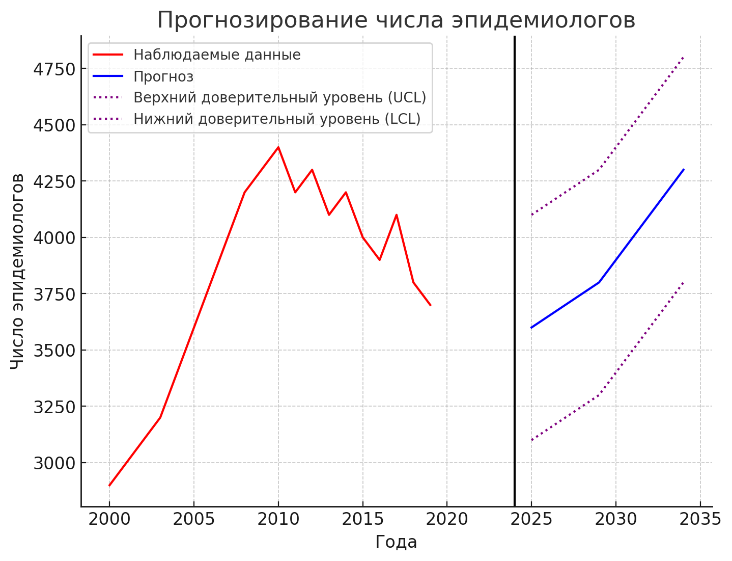 Прогнозирование числа эпидемиологов
Наблюдаемые данные
Прогноз
Верхний доверительный уровень (UCL)
Нижний доверительный уровень (LCL)
Число эпидемиологов
4750
4500
4250
4000
3750
3500
3250
3000
2000 2005 2010 2015 2020 2025 2030 2035
Года